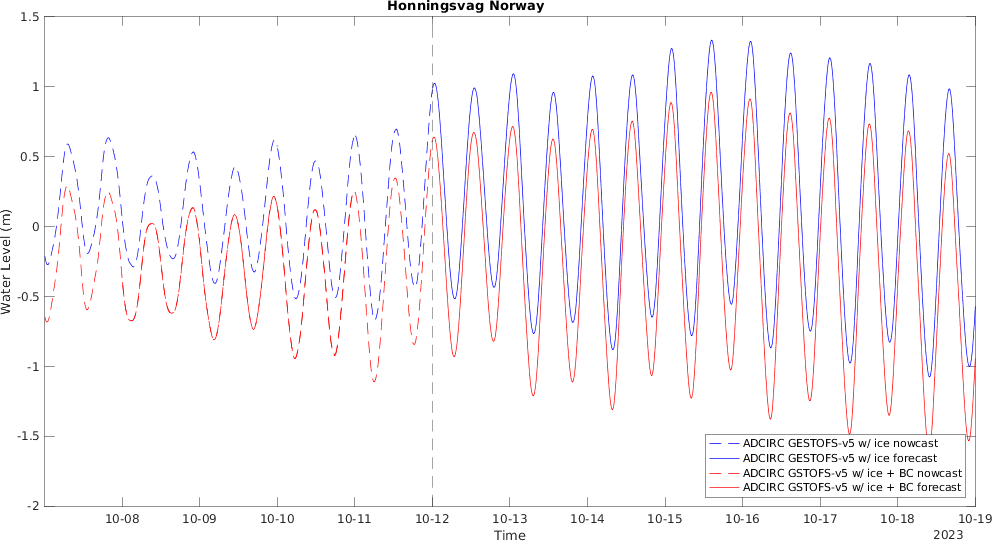 Honningsvag Norway
1.5
1
0.5
0
-0.5
-1
-1.5
-2
Water Level (m)
ADCIRC GESTOFS-v5 w/ ice nowcast
ADCIRC GESTOFS-v5 w/ ice forecast
ADCIRC GSTOFS-v5 w/ ice + BC nowcast
ADCIRC GSTOFS-v5 w/ ice + BC forecast
10-08 10-09 10-10 10-11 10-12 10-13 10-14 10-15 10-16 10-17 10-18 10-19
Time
2023